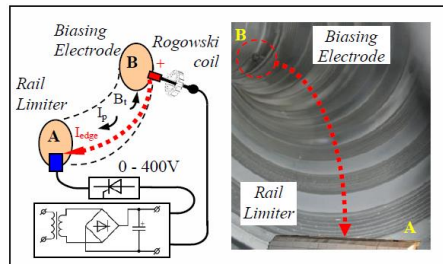 Biasing
Electrode
B
+
Rogowski
coil
Rail
Limiter
Bt
Ip
Iedge
A
0 - 400V
+
B
Biasing
Electrode
Rail
Limiter
A